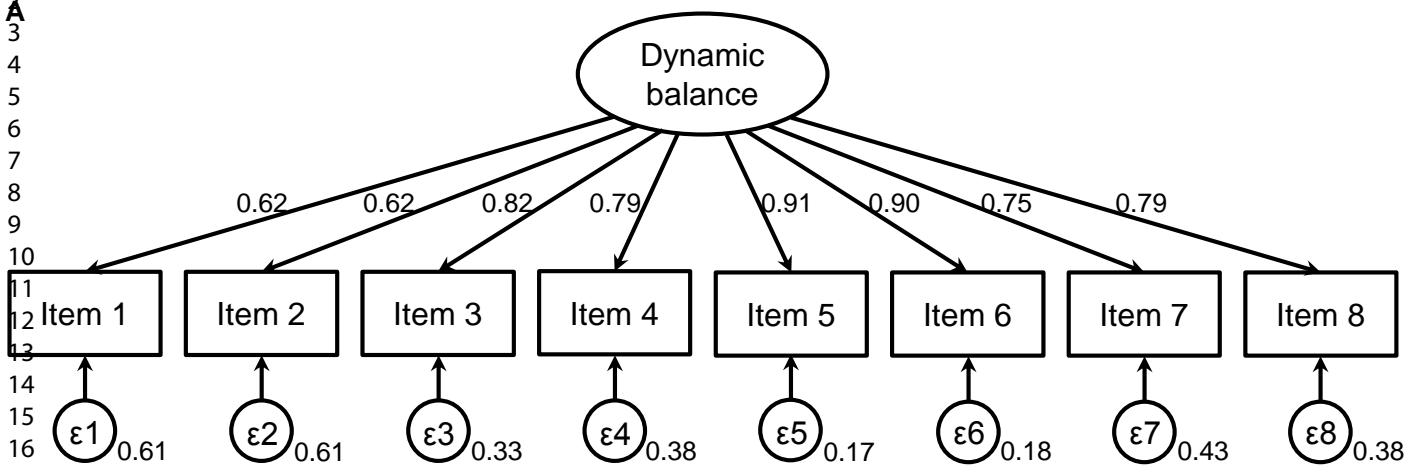 A
3
4
5
6
7
8
9
10
11
12
13
14
15
16
Dynamic
balance
0.62 0.62 0.82 0.79 0.91 0.90 0.75 0.79
Item 1 Item 2 Item 3 Item 4 Item 5 Item 6 Item 7 Item 8
ε1 0.61 ε2 0.61 ε3 0.33 ε4 0.38 ε5 0.17 ε6 0.18 ε7 0.43 ε8 0.38